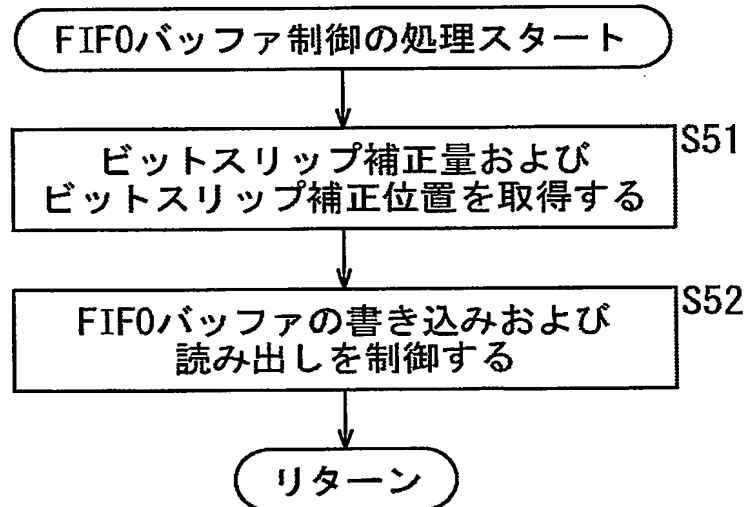 FIFOバッファ制御の処理スタート
S51
ビットスリップ補正量および
ビットスリップ補正位置を取得する
S52
FIFOバッファの書き込みおよび
読み出しを制御する
リターン